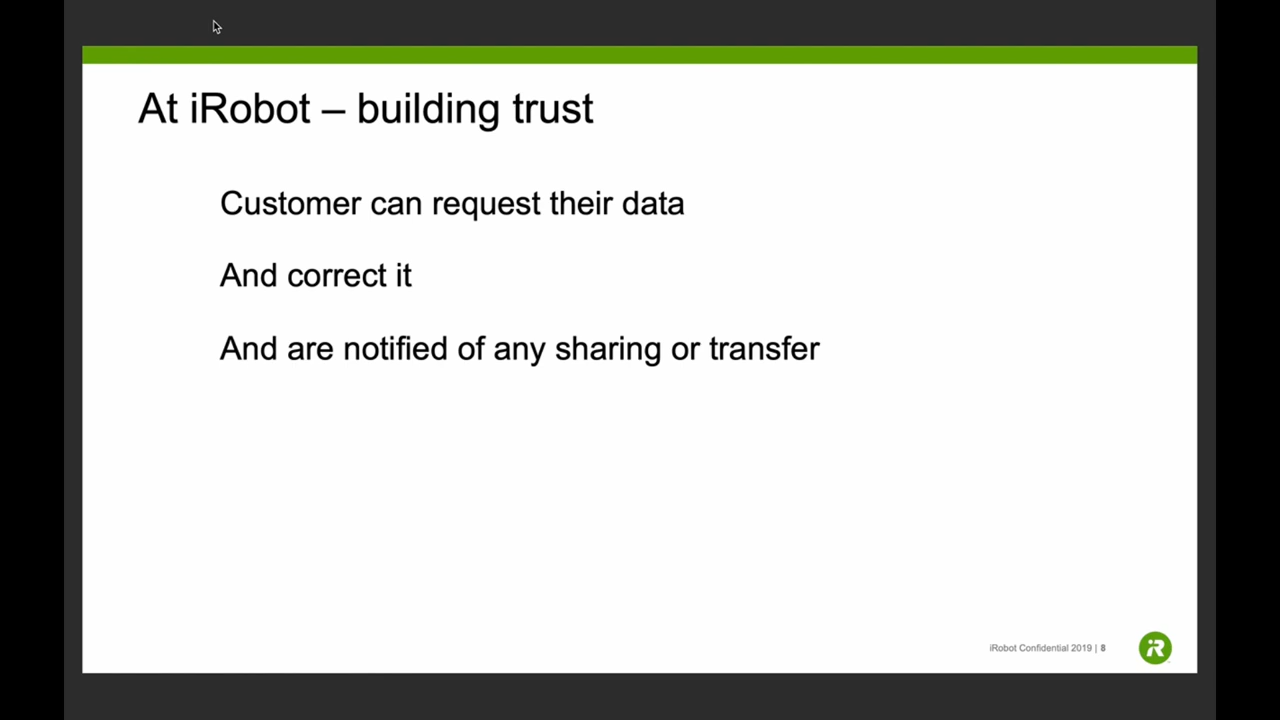 At iRobot – building trust
Customer can request their data
And correct it
And are notified of any sharing or transfer
iRobot Confidential 2019 | 8
iR